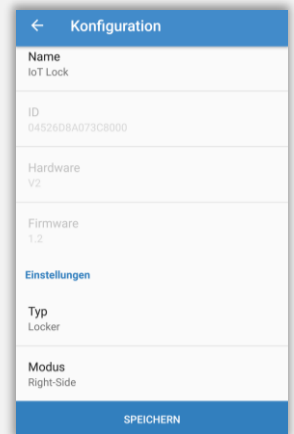 Konfiguration
Name
IoT Lock
ID
04526D8A073C8000
Hardware
V2
Firmware
1.2
Einstellungen
Typ
Locker
Modus
Right-Side
SPEICHERN